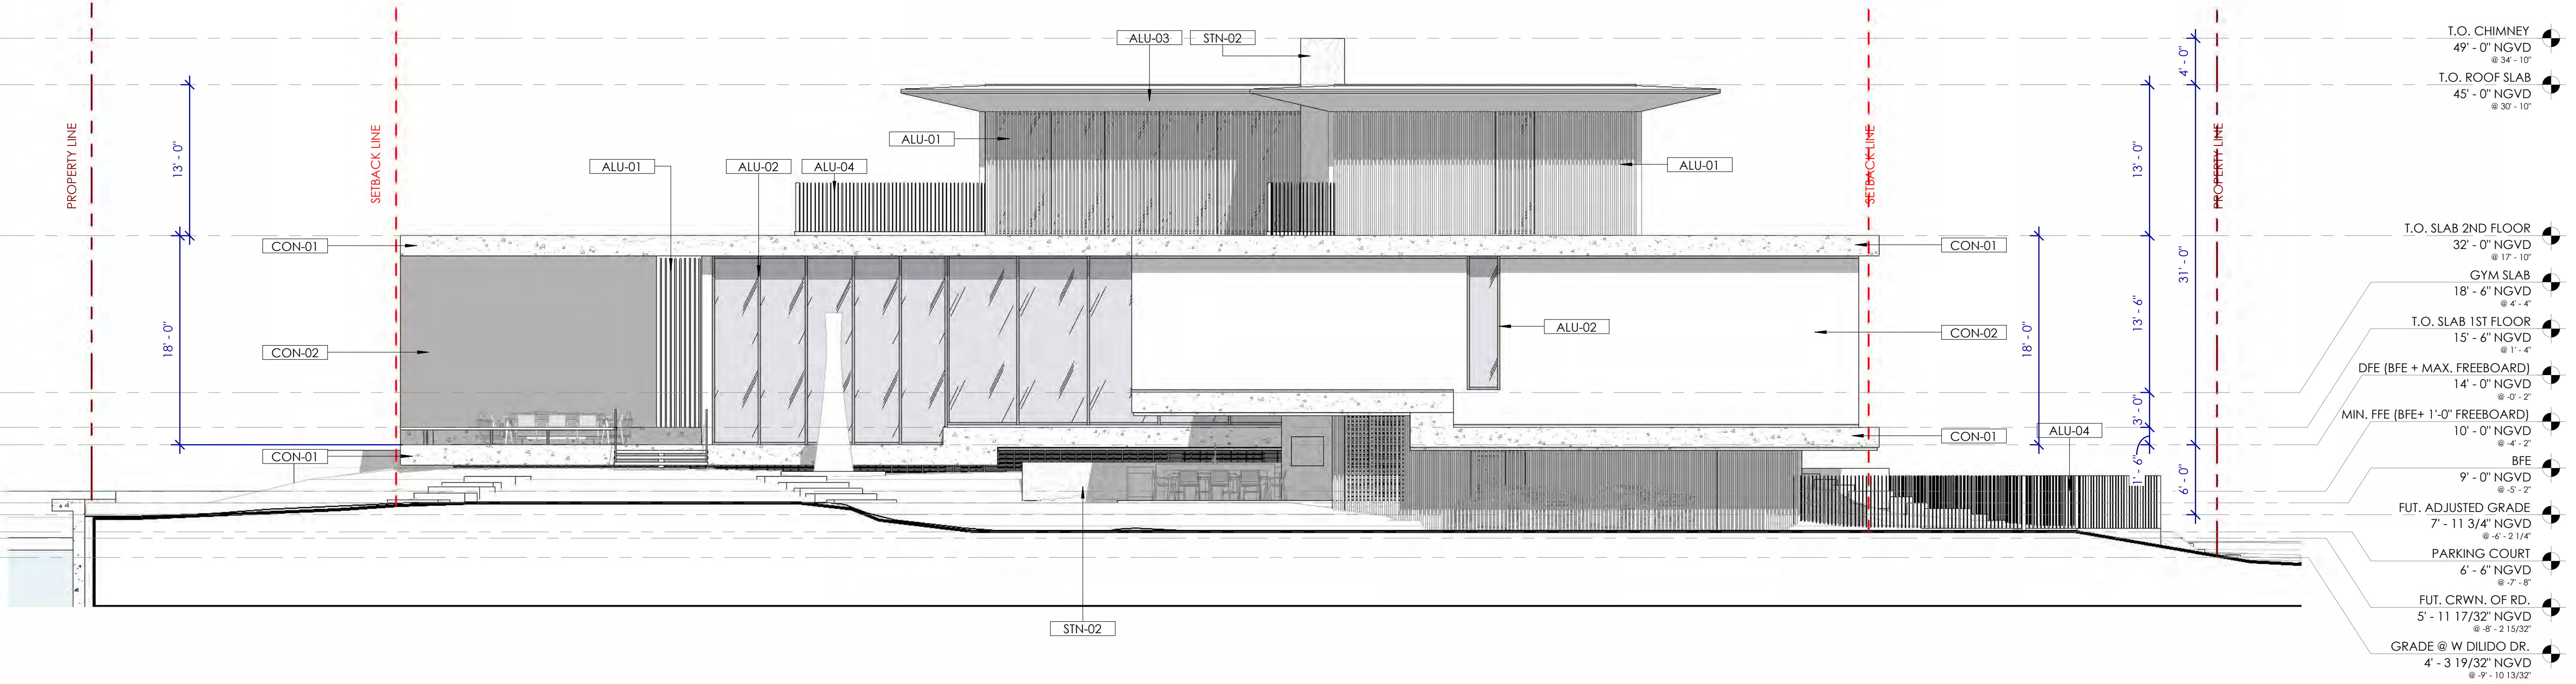 T.O. CHIMNEY
49' - 0" NGVD
@ 34' - 10"
T.O. ROOF SLAB
45' - 0" NGVD
@ 30' - 10"
T.O. SLAB 2ND FLOOR
32' - 0" NGVD
@ 17' - 10"
GYM SLAB
18' - 6" NGVD
@ 4' - 4"
T.O. SLAB 1ST FLOOR
15' - 6" NGVD
@ 1' - 4"
DFE (BFE + MAX. FREEBOARD)
14' - 0" NGVD
@ -0' - 2"
MIN. FFE (BFE+ 1'-0" FREEBOARD)
10' - 0" NGVD
@ -4' - 2"
BFE
9' - 0" NGVD
@ -5' - 2"
FUT. ADJUSTED GRADE
7' - 11 3/4" NGVD
@ -6' - 2 1/4"
PARKING COURT
6' - 6" NGVD
@ -7' - 8"
FUT. CRWN. OF RD.
5' - 11 17/32" NGVD
@ -8' - 2 15/32"
GRADE @ W DILIDO DR.
4' - 3 19/32" NGVD
@ -9' - 10 13/32"
PROPERTY LINE
13' - 0"
18' - 0"
SETBACK LINE
CON-01
CON-02
CON-01
ALU-01
ALU-02
ALU-04
ALU-01
ALU-03
STN-02
ALU-01
ALU-02
STN-02
CON-01
CON-02
CON-01
ALU-04
SETBACK LINE
18' - 0"
13' - 0"
13' - 6"
3' - 0"
1' - 6"
4' - 0"
31' - 0"
6' - 0"
PROPERTY LINE